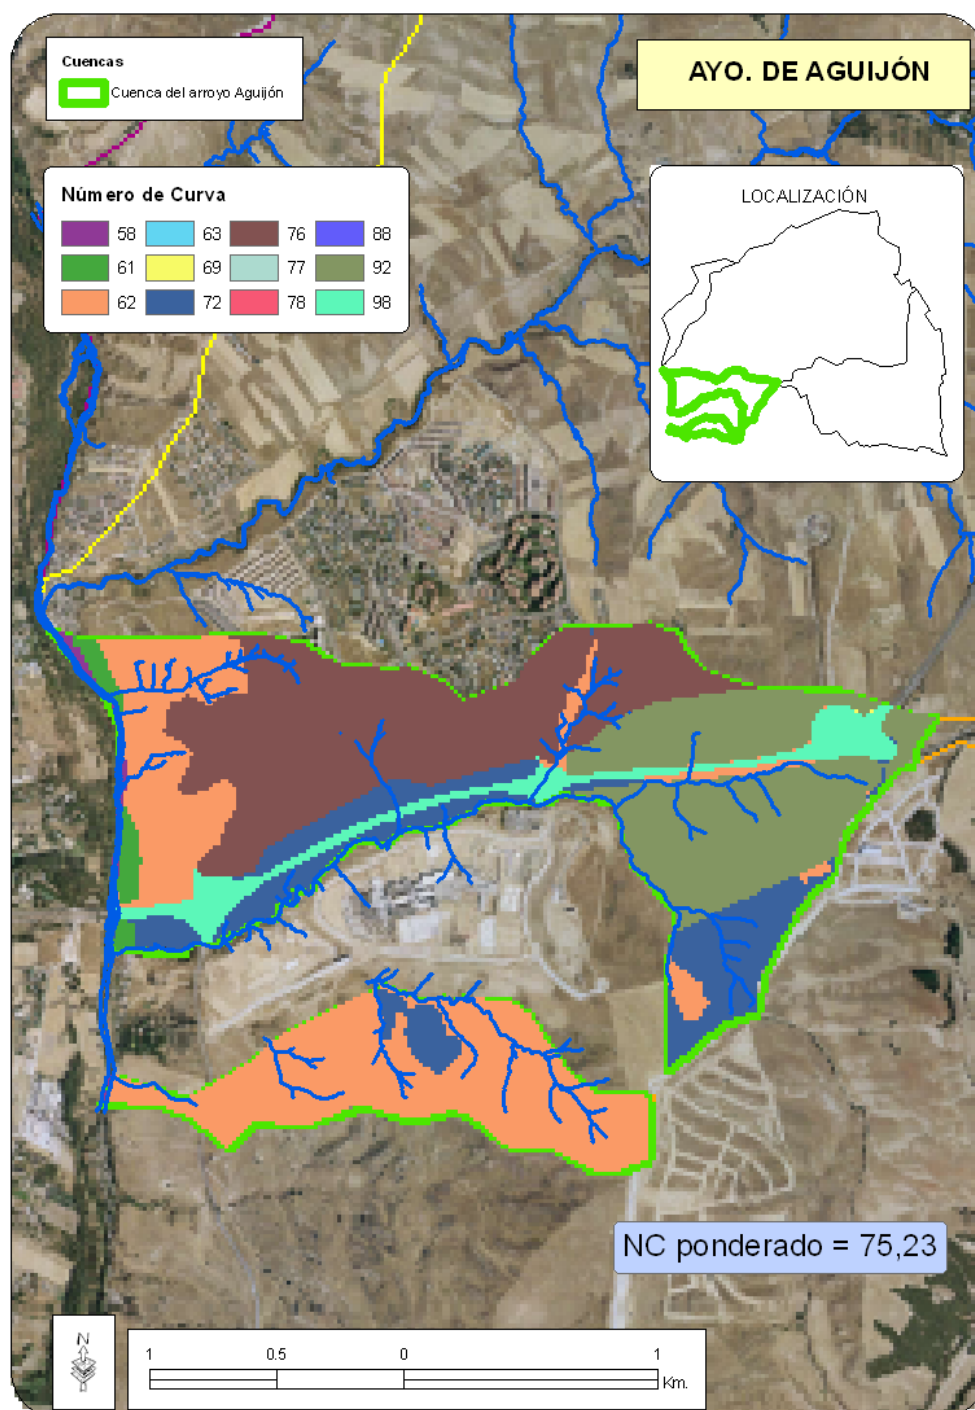 Cuencas
Cuenca del arroyo Aguijón
AYO. DE AGUIJÓN
Número de Curva
58 63 76 88
61 69 77 92
62 72 78 98
LOCALIZACIÓN
NC ponderado = 75,23
N
1 0.5 0 1
Km.